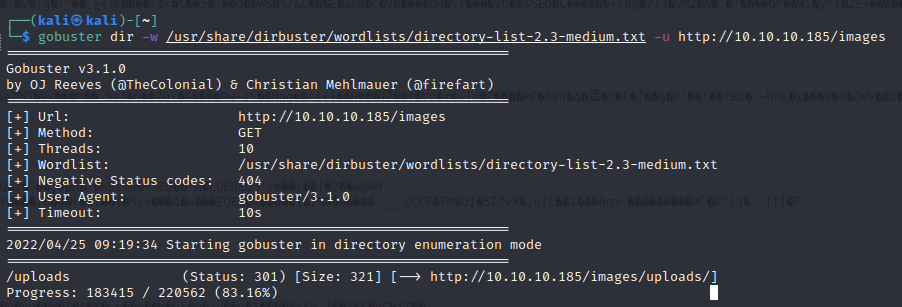 ┌──(kali㉿kali)-[~]
└─$ gobuster dir -w /usr/share/dirbuster/wordlists/directory-list-2.3-medium.txt -u http://10.10.10.185/images
===============================================================
Gobuster v3.1.0
by OJ Reeves (@TheColonial) & Christian Mehlmauer (@firefart)
===============================================================
[+] Url: http://10.10.10.185/images
[+] Method: GET
[+] Threads: 10
[+] Wordlist: /usr/share/dirbuster/wordlists/directory-list-2.3-medium.txt
[+] Negative Status codes: 404
[+] User Agent: gobuster/3.1.0
[+] Timeout: 10s
===============================================================
2022/04/25 09:19:34 Starting gobuster in directory enumeration mode
===============================================================
/uploads (Status: 301) [Size: 321] [--> http://10.10.10.185/images/uploads/]
Progress: 183415 / 220562 (83.16%)